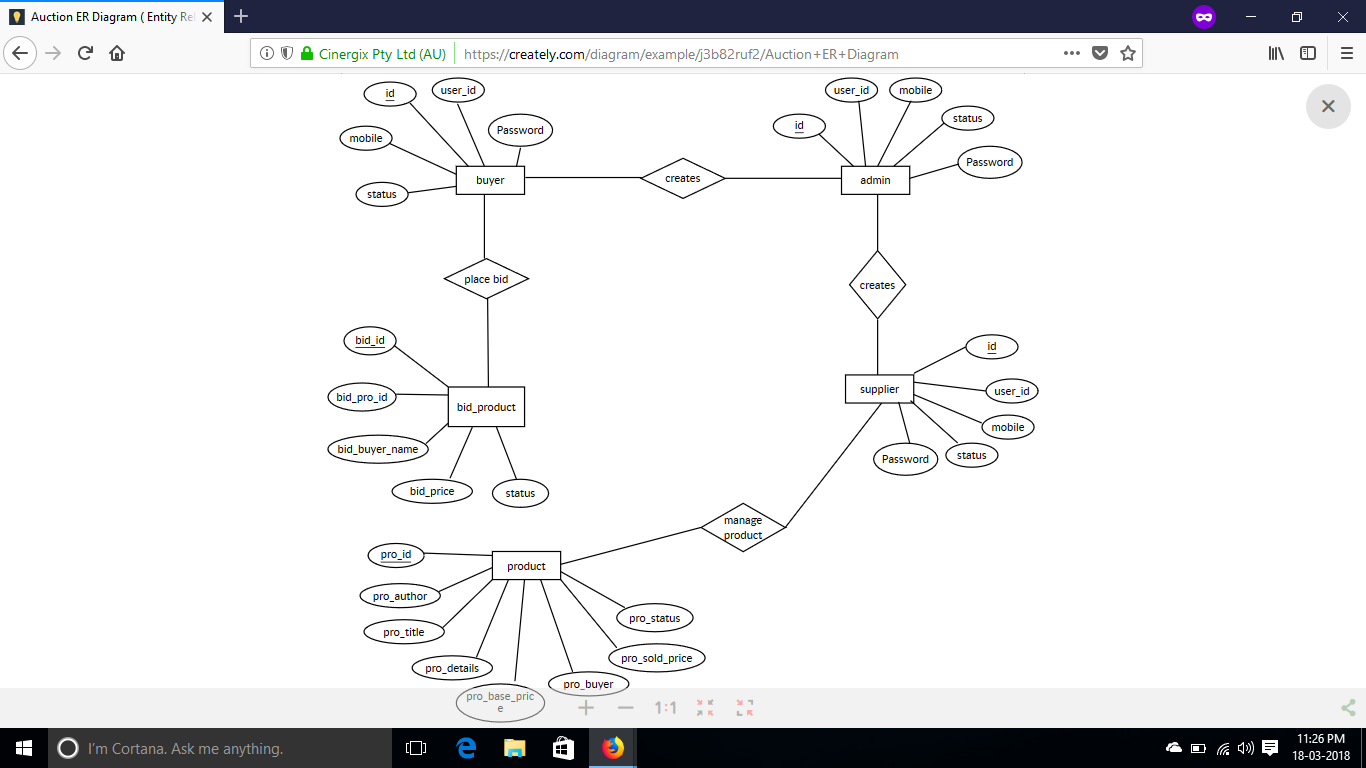 Auction ER Diagram ( Entity Rel
Cinergix Pty Ltd (AU)
https://creately.com/diagram/example/j3b82ruf2/Auction+ER+Diagram
id
user_id
Password
mobile
status
buyer
creates
user_id
mobile
id
status
Password
admin
place bid
creates
bid_id
bid_pro_id
bid_buyer_name
bid_price
status
bid_product
id
user_id
mobile
status
Password
supplier
manage
product
pro_id
product
pro_author
pro_title
pro_details
pro_base_pric
e
pro_buyer
pro_sold_price
pro_status
1:1
I'm Cortana. Ask me anything.
11:26 PM
18-03-2018